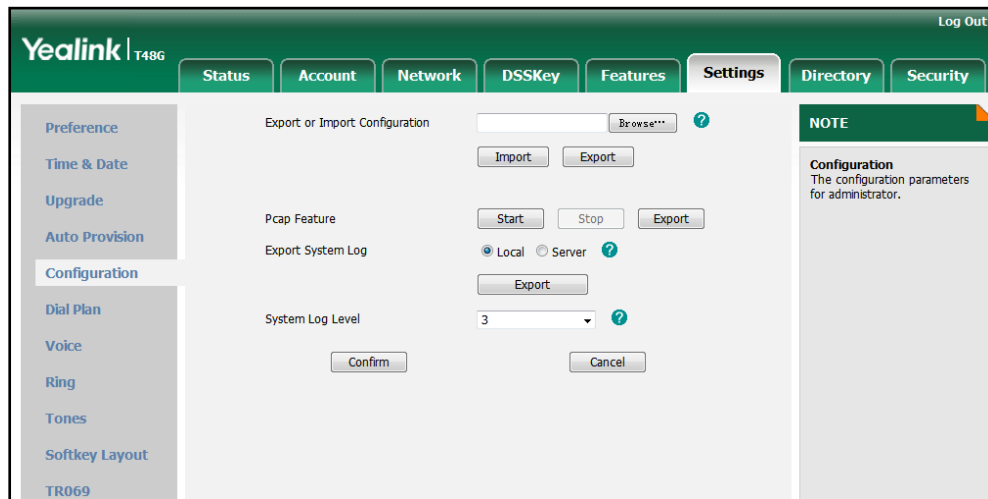 Log Out
Yealink | T48G
Status Account Network DSSKey Features Settings Directory Security
Preference
Time & Date
Upgrade
Auto Provision
Configuration
Dial Plan
Voice
Ring
Tones
Softkey Layout
TR069
Export or Import Configuration Browse... ?
Import Export
Pcap Feature Start Stop Export
Export System Log Local Server ?
Export
System Log Level 3 ?
Confirm Cancel
NOTE
Configuration
The configuration parameters
for administrator.